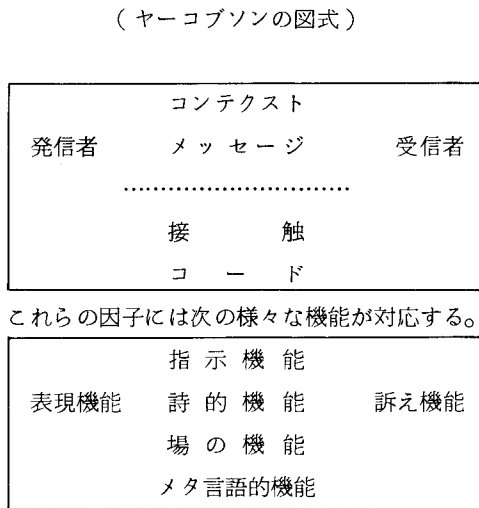 （ヤーコブソンの図式）
コンテクスト
発信者 メッセージ 受信者
..............................
接 触
コ ー ド
これらの因子には次の様々な機能が対応する。
指示機能
表現機能 詩的機能 訴え機能
場の機能
メタ言語的機能